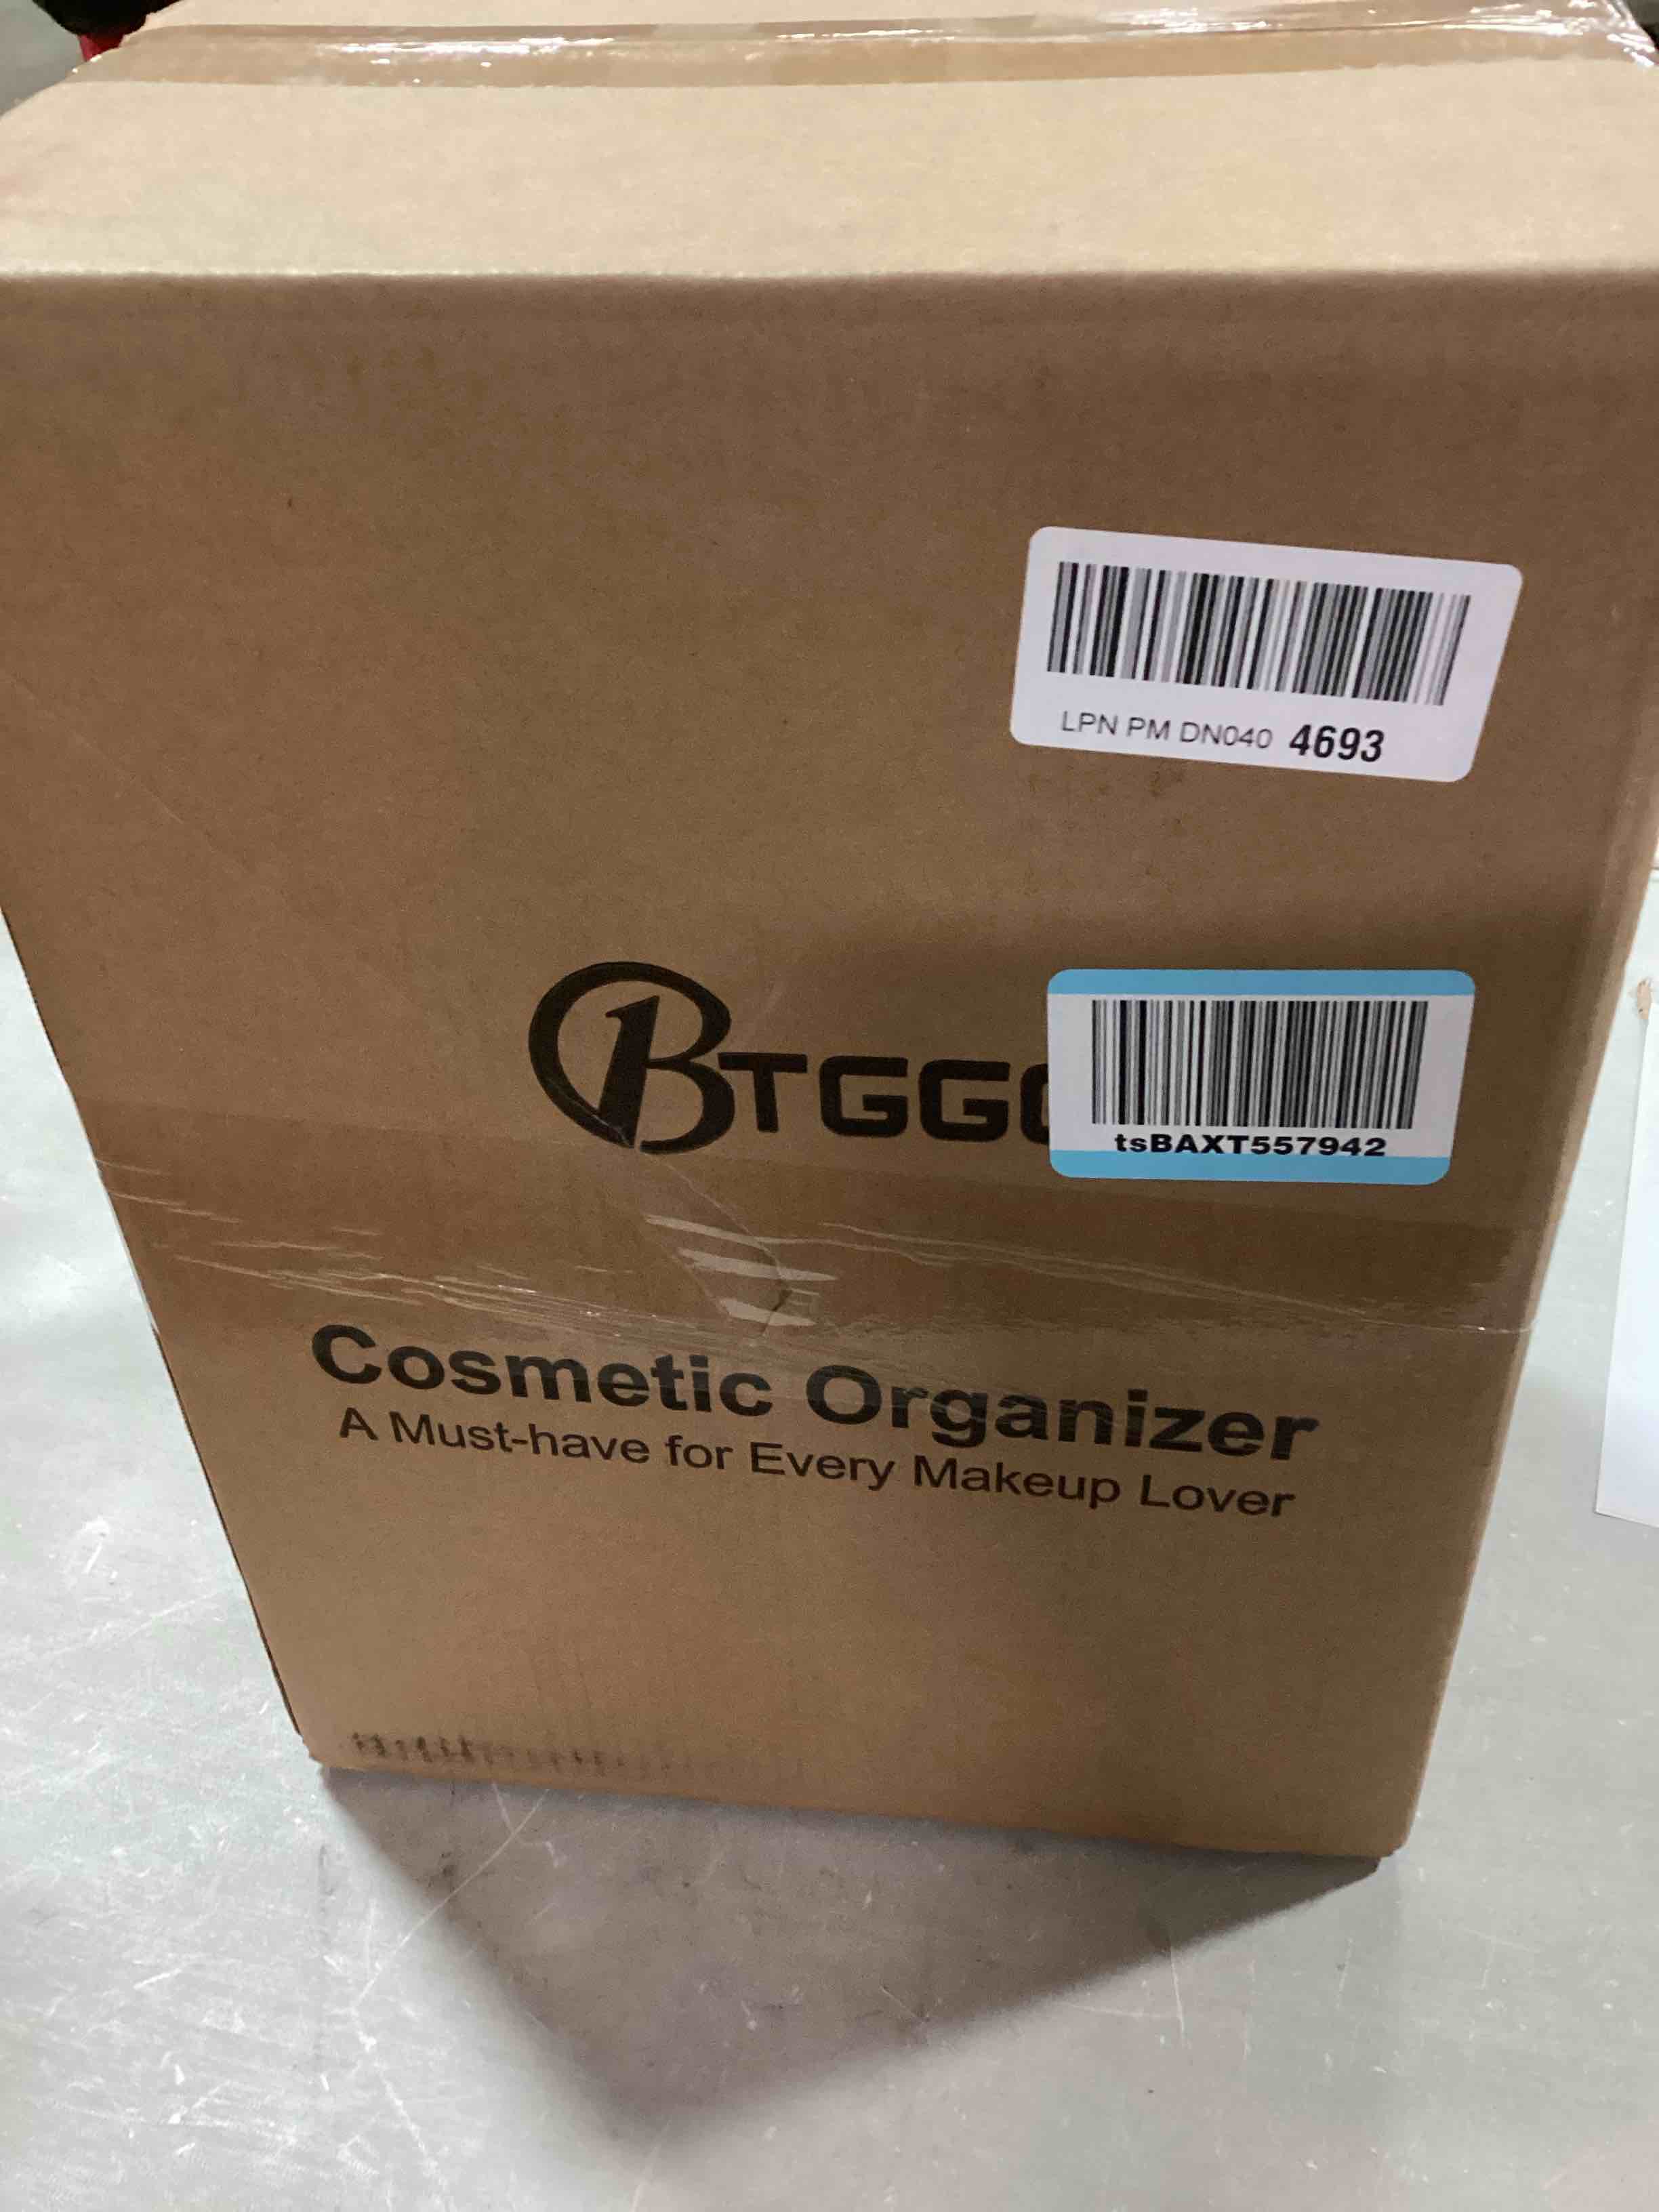 LPN PM DN040 4693
BTGG
tsBAXT557942
Cosmetic Organizer
A Must-have for Every Makeup Lover